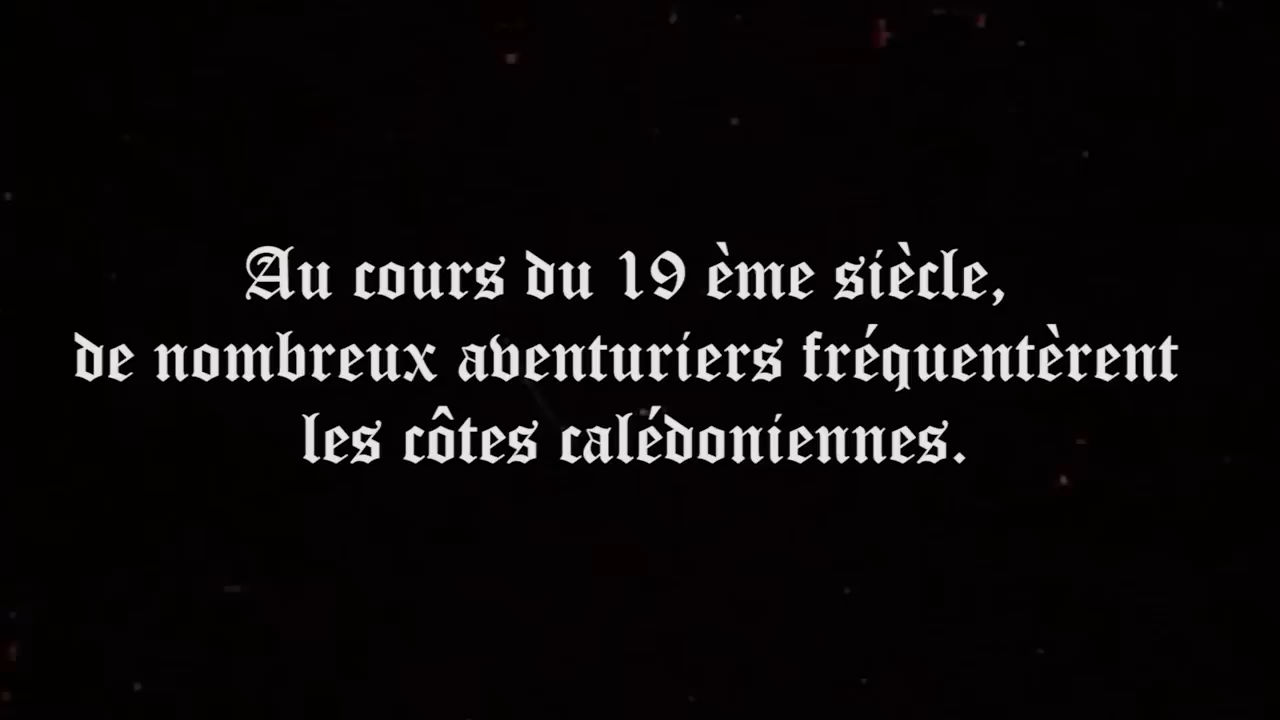 Au cours du 19 ème siècle,
de nombreux aventuriers fréquentèrent
les côtes calédoniennes.